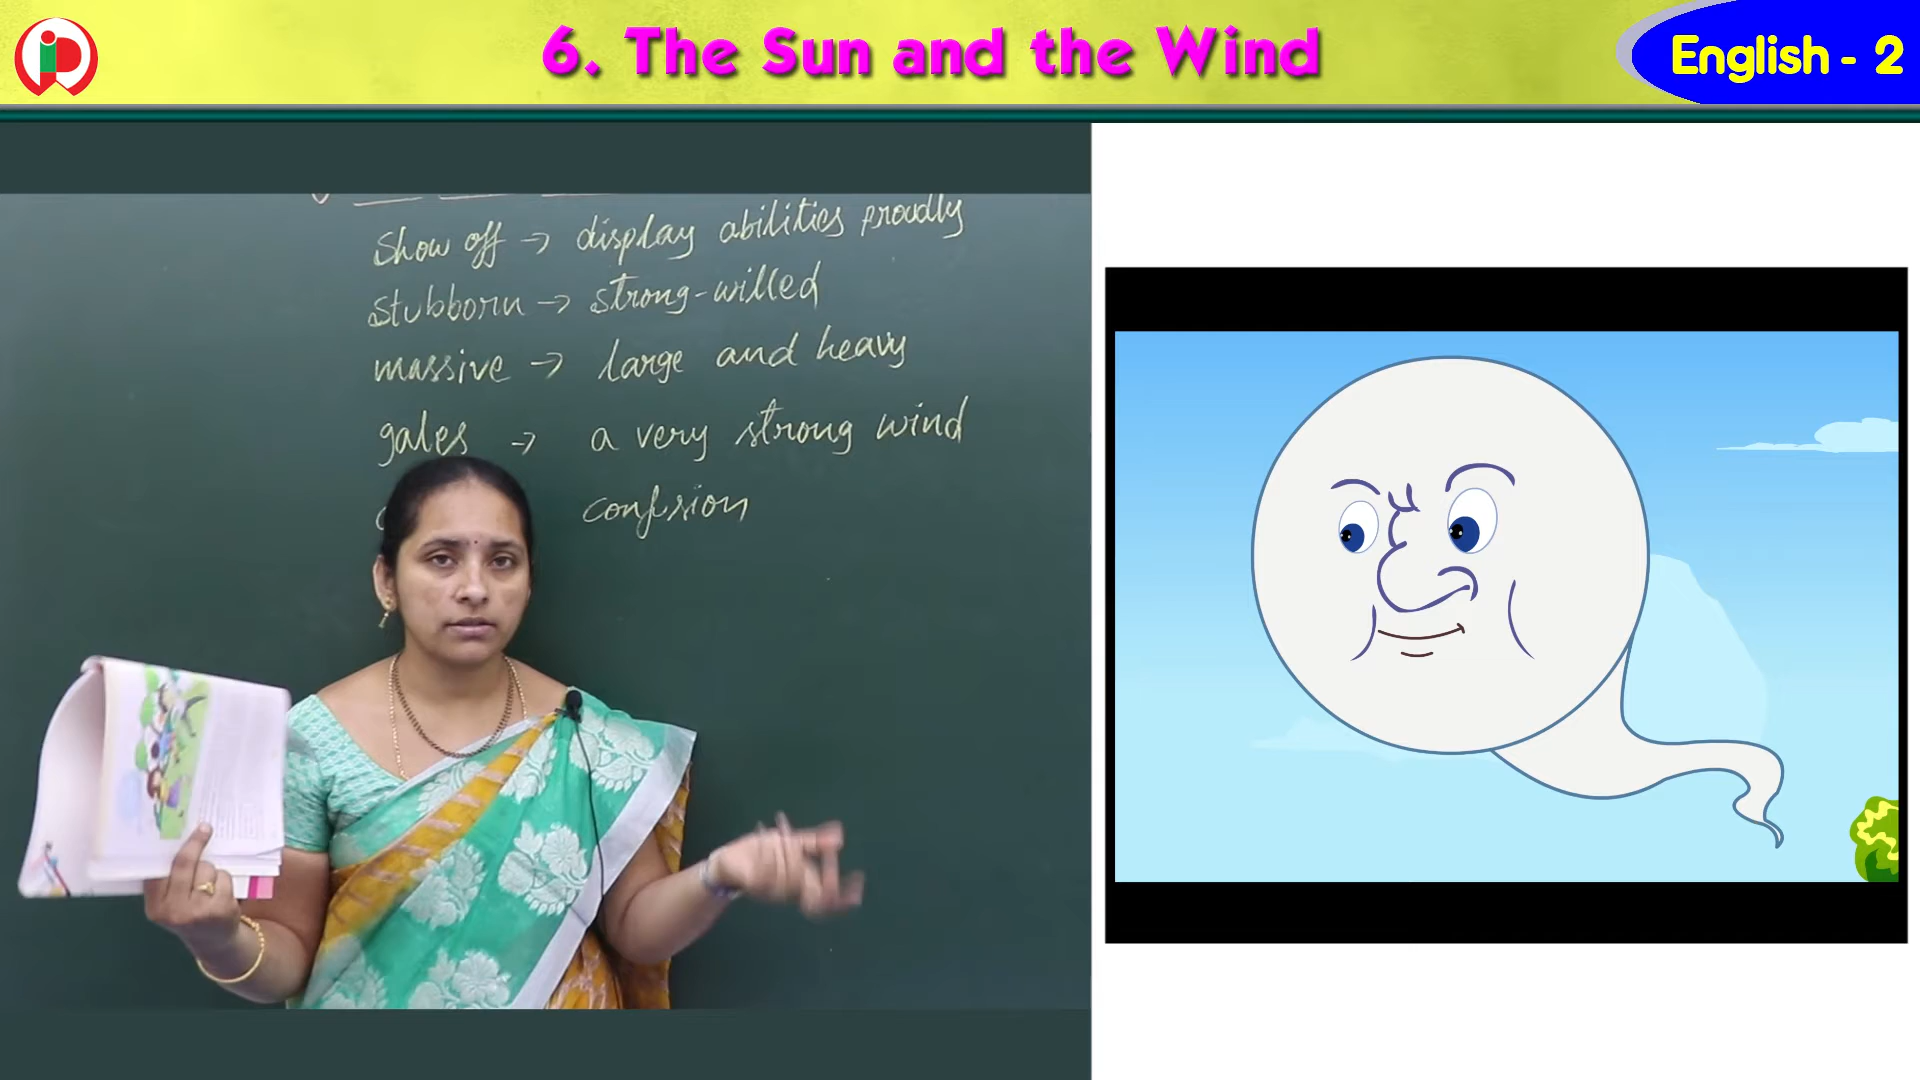 6. The Sun and the Wind
English - 2
Show off → display abilities proudly
stubborn → strong-willed
massive → large and heavy
gales → a very strong wind
confusion